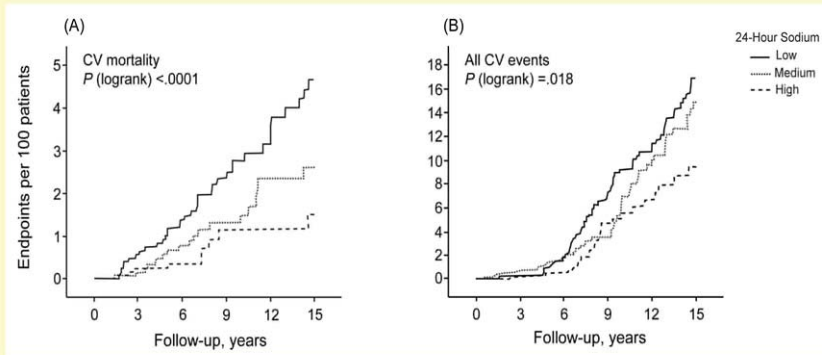 (A)
CV mortality
P (logrank) <.0001
Endpoints per 100 patients
5
4
3
2
1
0
0 3 6 9 12 15
Follow-up, years
(B)
All CV events
P (logrank) =.018
18
16
14
12
10
8
6
4
2
0
0 3 6 9 12 15
Follow-up, years
24-Hour Sodium
Low
Medium
High